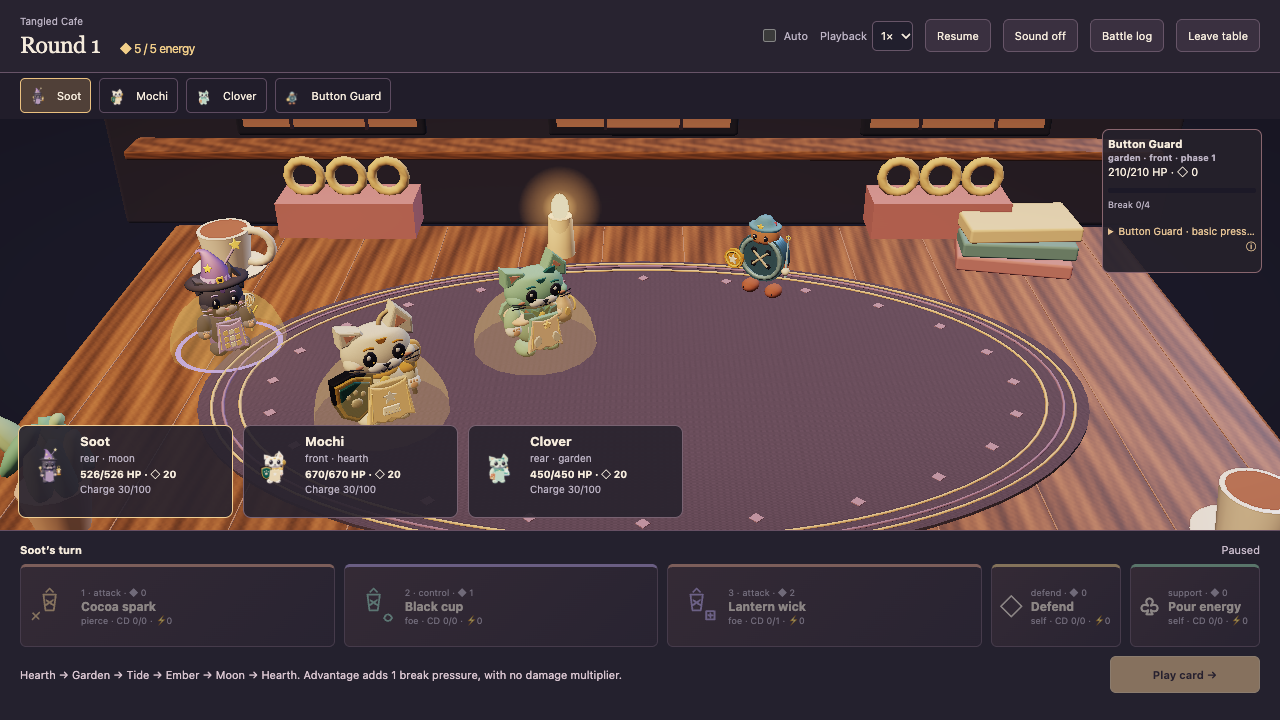 Tangled Cafe
Round 1
◆ 5 / 5 energy
Auto
Playback
1×
Resume
Sound off
Battle log
Leave table
Soot
Mochi
Clover
Button Guard
Button Guard
garden · front · phase 1
210/210 HP · ◇ 0
Break 0/4
▸ Button Guard · basic press...
ⓘ
Soot
rear · moon
526/526 HP · ◇ 20
Charge 30/100
Mochi
front · hearth
670/670 HP · ◇ 20
Charge 30/100
Clover
rear · garden
450/450 HP · ◇ 20
Charge 30/100
Soot's turn
Paused
1 · attack · ◆ 0
Cocoa spark
pierce · CD 0/0 · ⚡0
2 · control · ◆ 1
Black cup
foe · CD 0/0 · ⚡0
3 · attack · ◆ 2
Lantern wick
foe · CD 0/1 · ⚡0
defend · ◆ 0
Defend
self · CD 0/0 · ⚡0
support · ◆ 0
Pour energy
self · CD 0/0 · ⚡0
Hearth → Garden → Tide → Ember → Moon → Hearth. Advantage adds 1 break pressure, with no damage multiplier.
Play card →